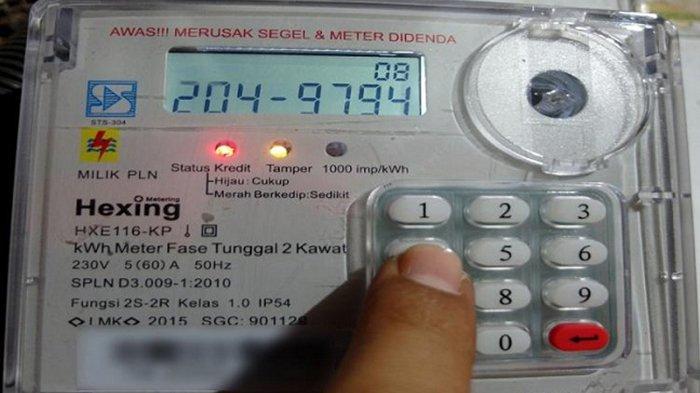 AWAS!!! MERUSAK SEGEL & METER DIDENDA
08
204-9794
STS-304
MILIK PLN
Status Kredit Tamper 1000 imp/kWh
Hijau: Cukup
Merah Berkedip:Sedikit
Metering
Hexing
HXE116-KP
kWh Meter Fase Tunggal 2 Kawat
230V 5(60)A 50Hz
SPLN D3.009-1:2010
Fungsi 2S-2R Kelas 1.0 IP54
LMK 2015 SGC: 901128
1 2 3
5 6
8 9
0